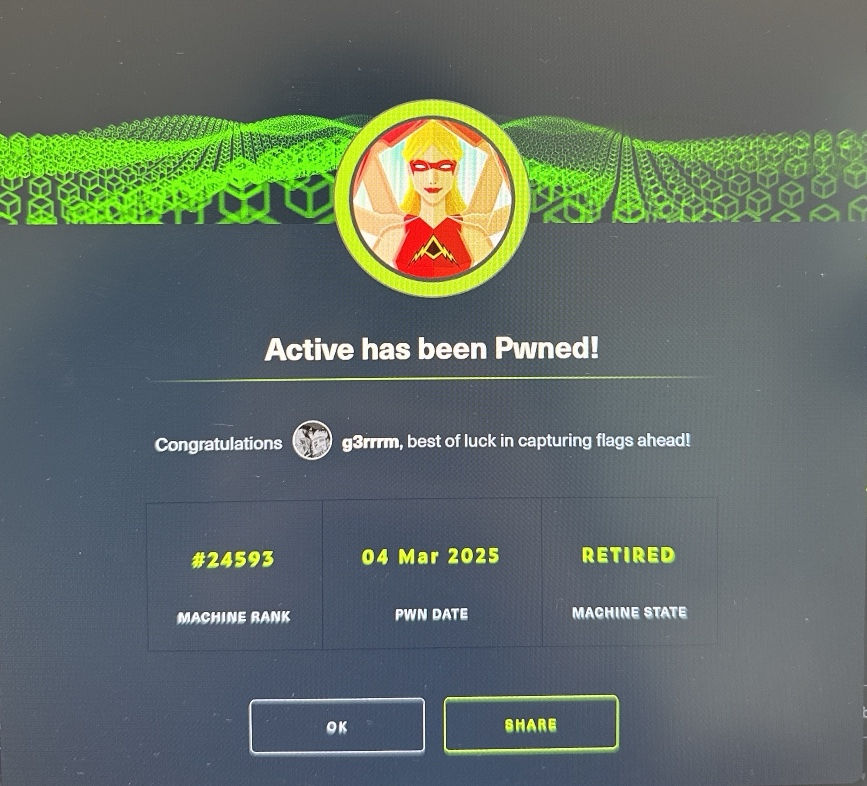 Active has been Pwned!
Congratulations g3rrrm, best of luck in capturing flags ahead!
#24593 04 Mar 2025 RETIRED
MACHINE RANK PWN DATE MACHINE STATE
OK SHARE